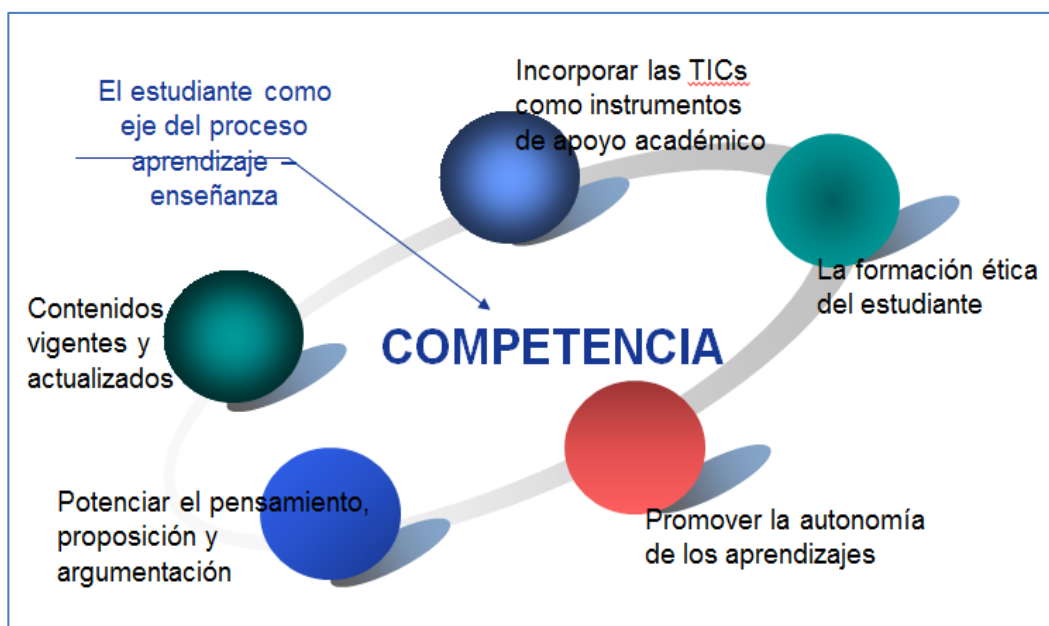 El estudiante como
eje del proceso
aprendizaje –
enseñanza
Incorporar las TICs
como instrumentos
de apoyo académico
La formación ética
del estudiante
Contenidos
vigentes y
actualizados
COMPETENCIA
Potenciar el pensamiento,
proposición y
argumentación
Promover la autonomía
de los aprendizajes